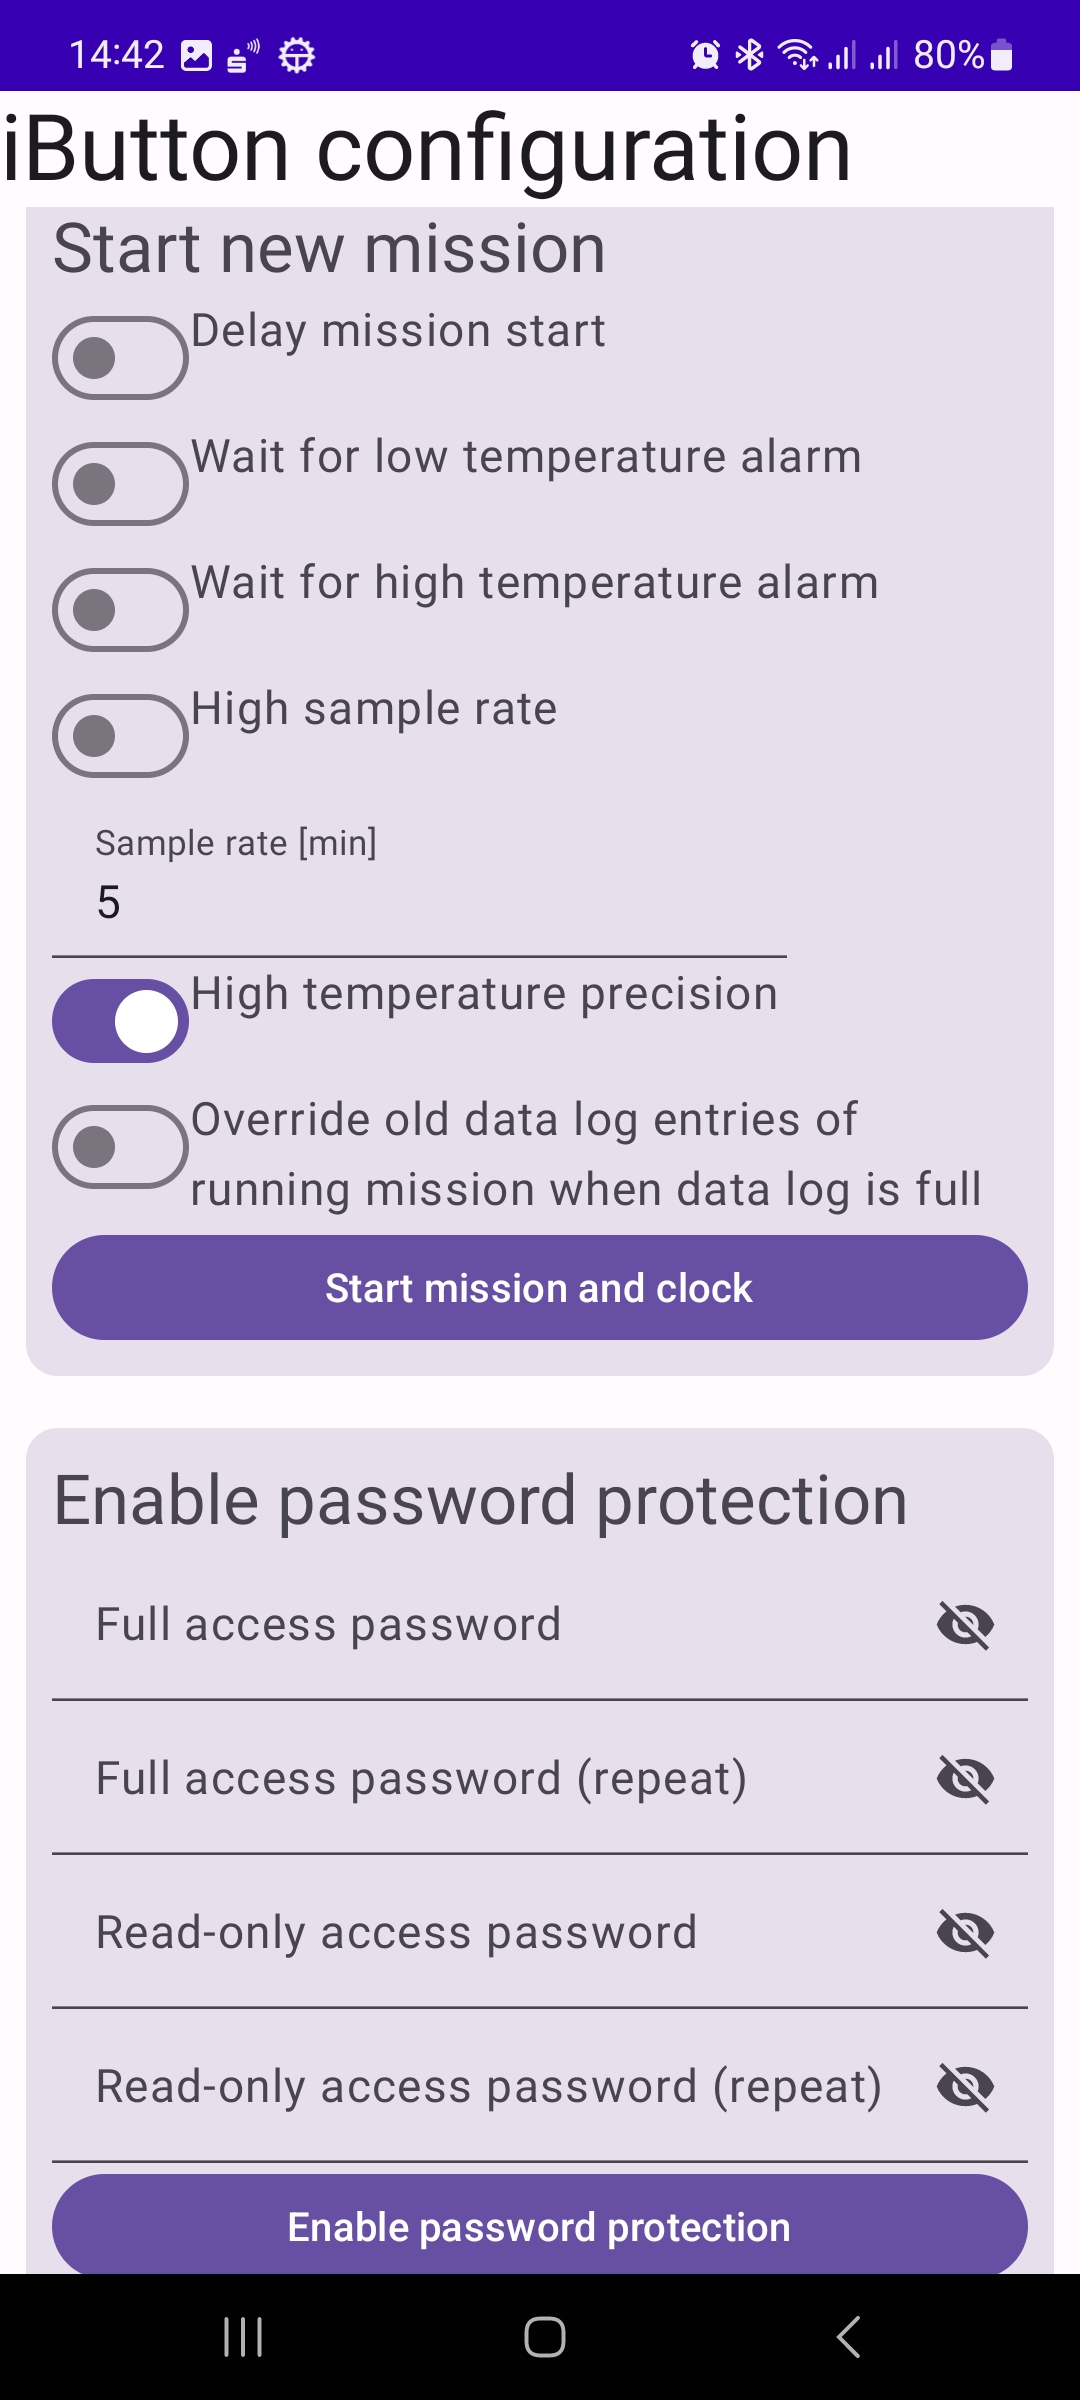 14:42
80%
iButton configuration
Start new mission
Delay mission start
Wait for low temperature alarm
Wait for high temperature alarm
High sample rate
Sample rate [min]
5
High temperature precision
Override old data log entries of
running mission when data log is full
Start mission and clock
Enable password protection
Full access password
Full access password (repeat)
Read-only access password
Read-only access password (repeat)
Enable password protection